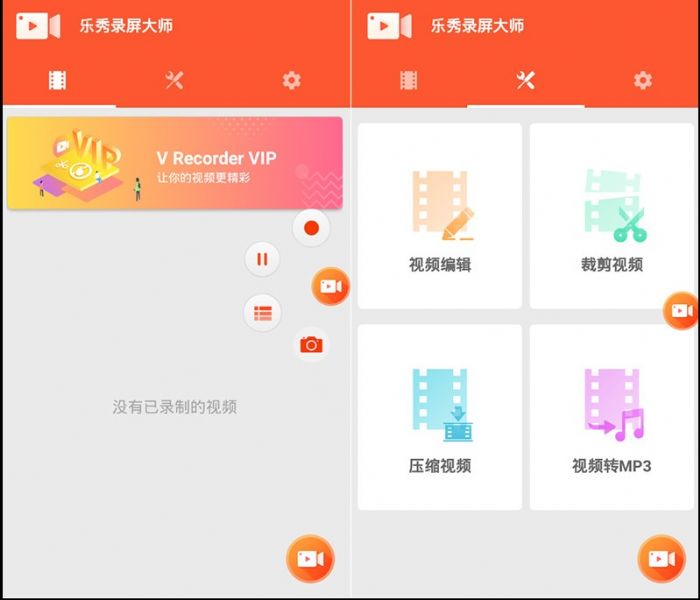 乐秀录屏大师
V Recorder VIP
让你的视频更精彩
没有已录制的视频
乐秀录屏大师
视频编辑
裁剪视频
压缩视频
视频转MP3
VIP